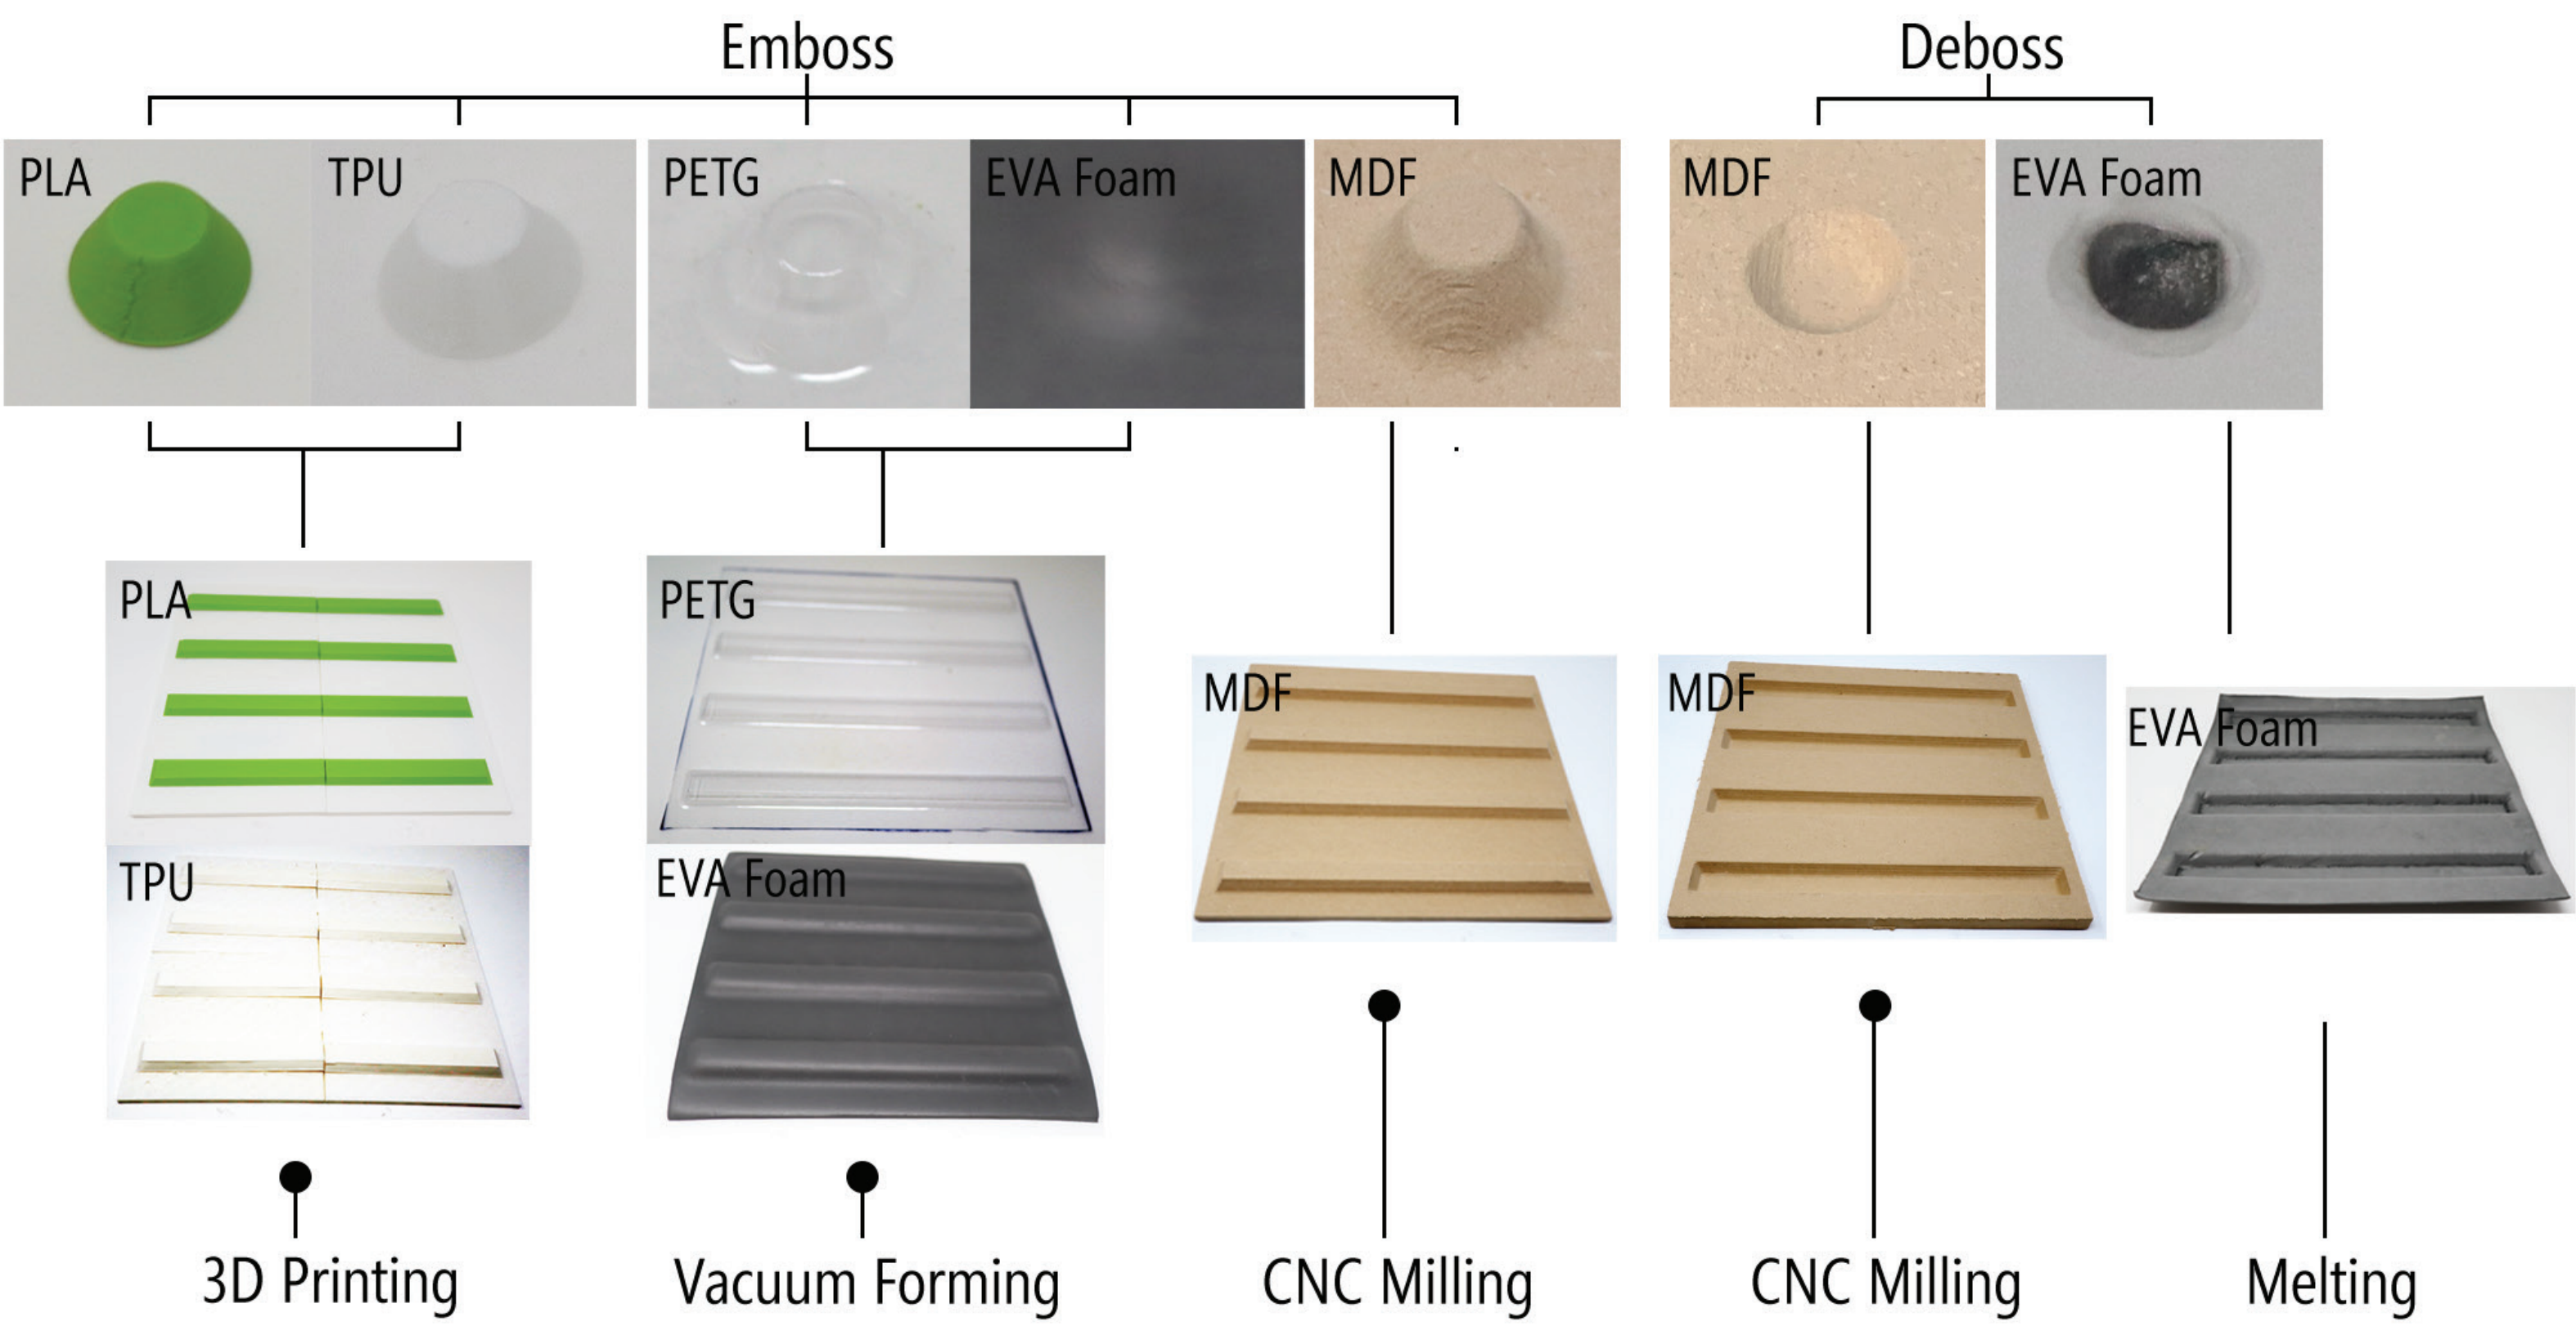 Emboss
Deboss
PLA
TPU
PETG
EVA Foam
MDF
MDF
EVA Foam
PLA
PETG
MDF
MDF
EVA Foam
TPU
EVA Foam
3D Printing
Vacuum Forming
CNC Milling
CNC Milling
Melting